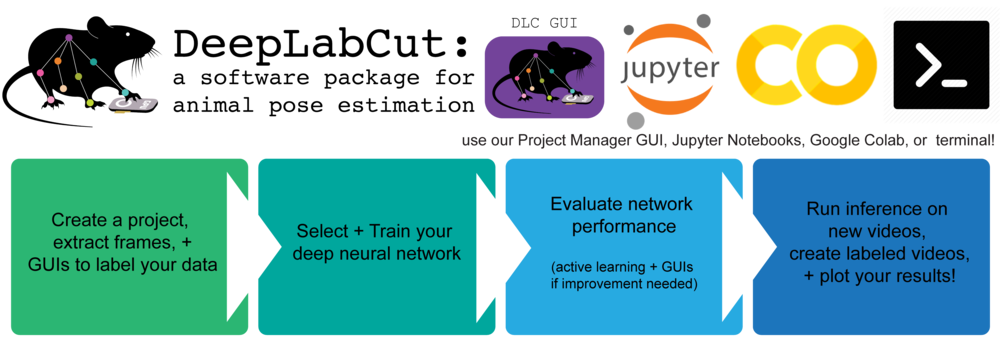 DeepLabCut:
a software package for
animal pose estimation
DLC GUI
jupyter
use our Project Manager GUI, Jupyter Notebooks, Google Colab, or terminal!
Create a project,
extract frames, +
GUIs to label your data
Select + Train your
deep neural network
Evaluate network
performance
(active learning + GUIs
if improvement needed)
Run inference on
new videos,
create labeled videos,
+ plot your results!